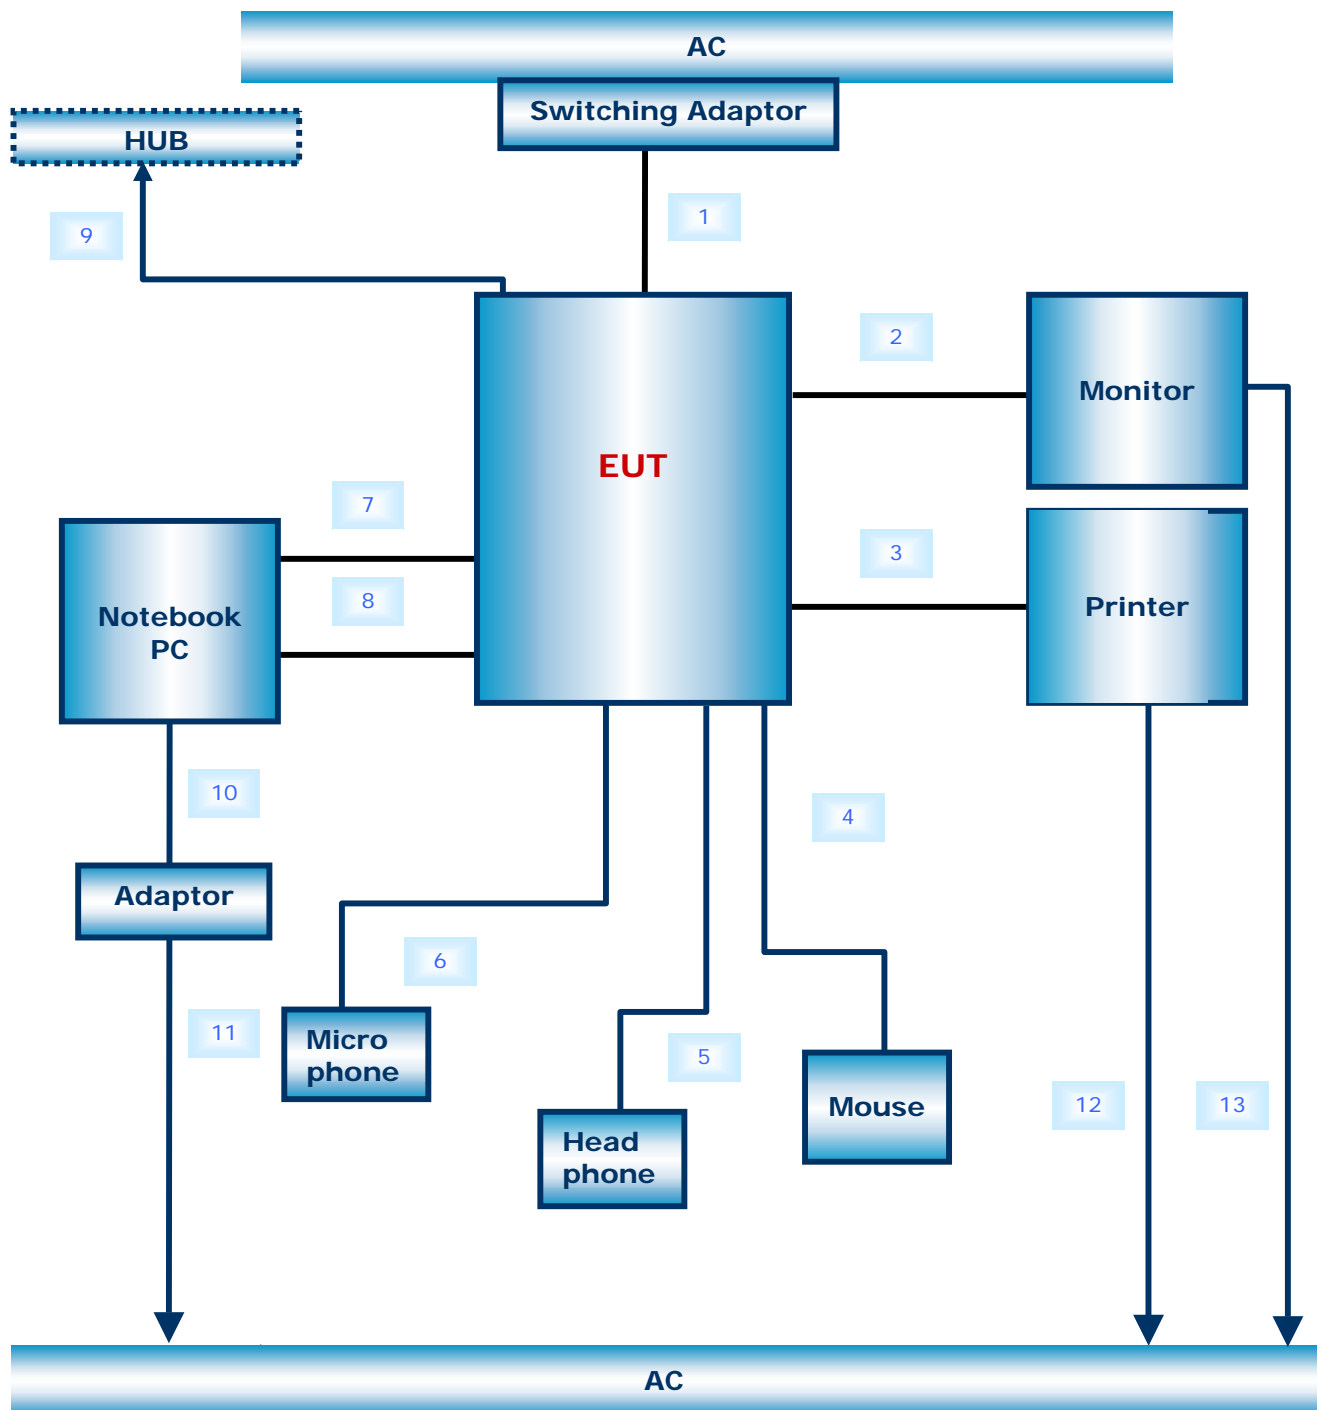 AC
Switching Adaptor
HUB
1
9
2
Monitor
EUT
7
3
8
Notebook
PC
Printer
10
4
Adaptor
6
11
Micro
phone
5
Mouse
12
13
Head
phone
AC